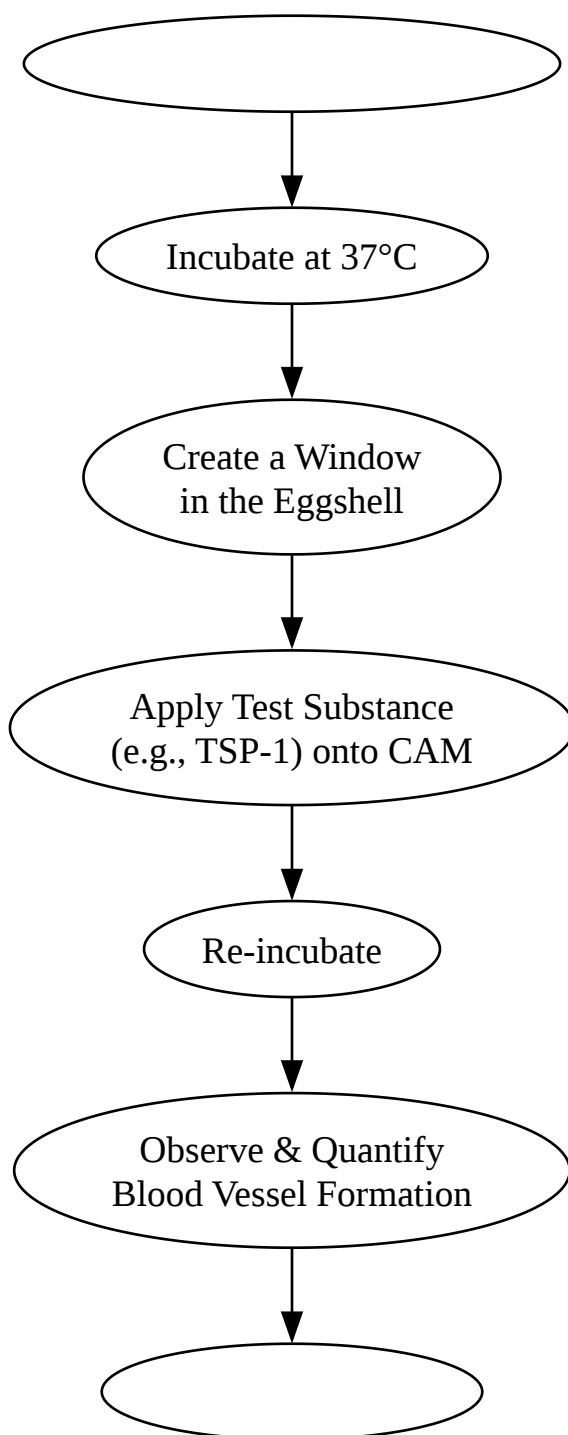 Incubate at 37°C
Create a Window
in the Eggshell
Apply Test Substance
(e.g., TSP-1) onto CAM
Re-incubate
Observe & Quantify
Blood Vessel Formation